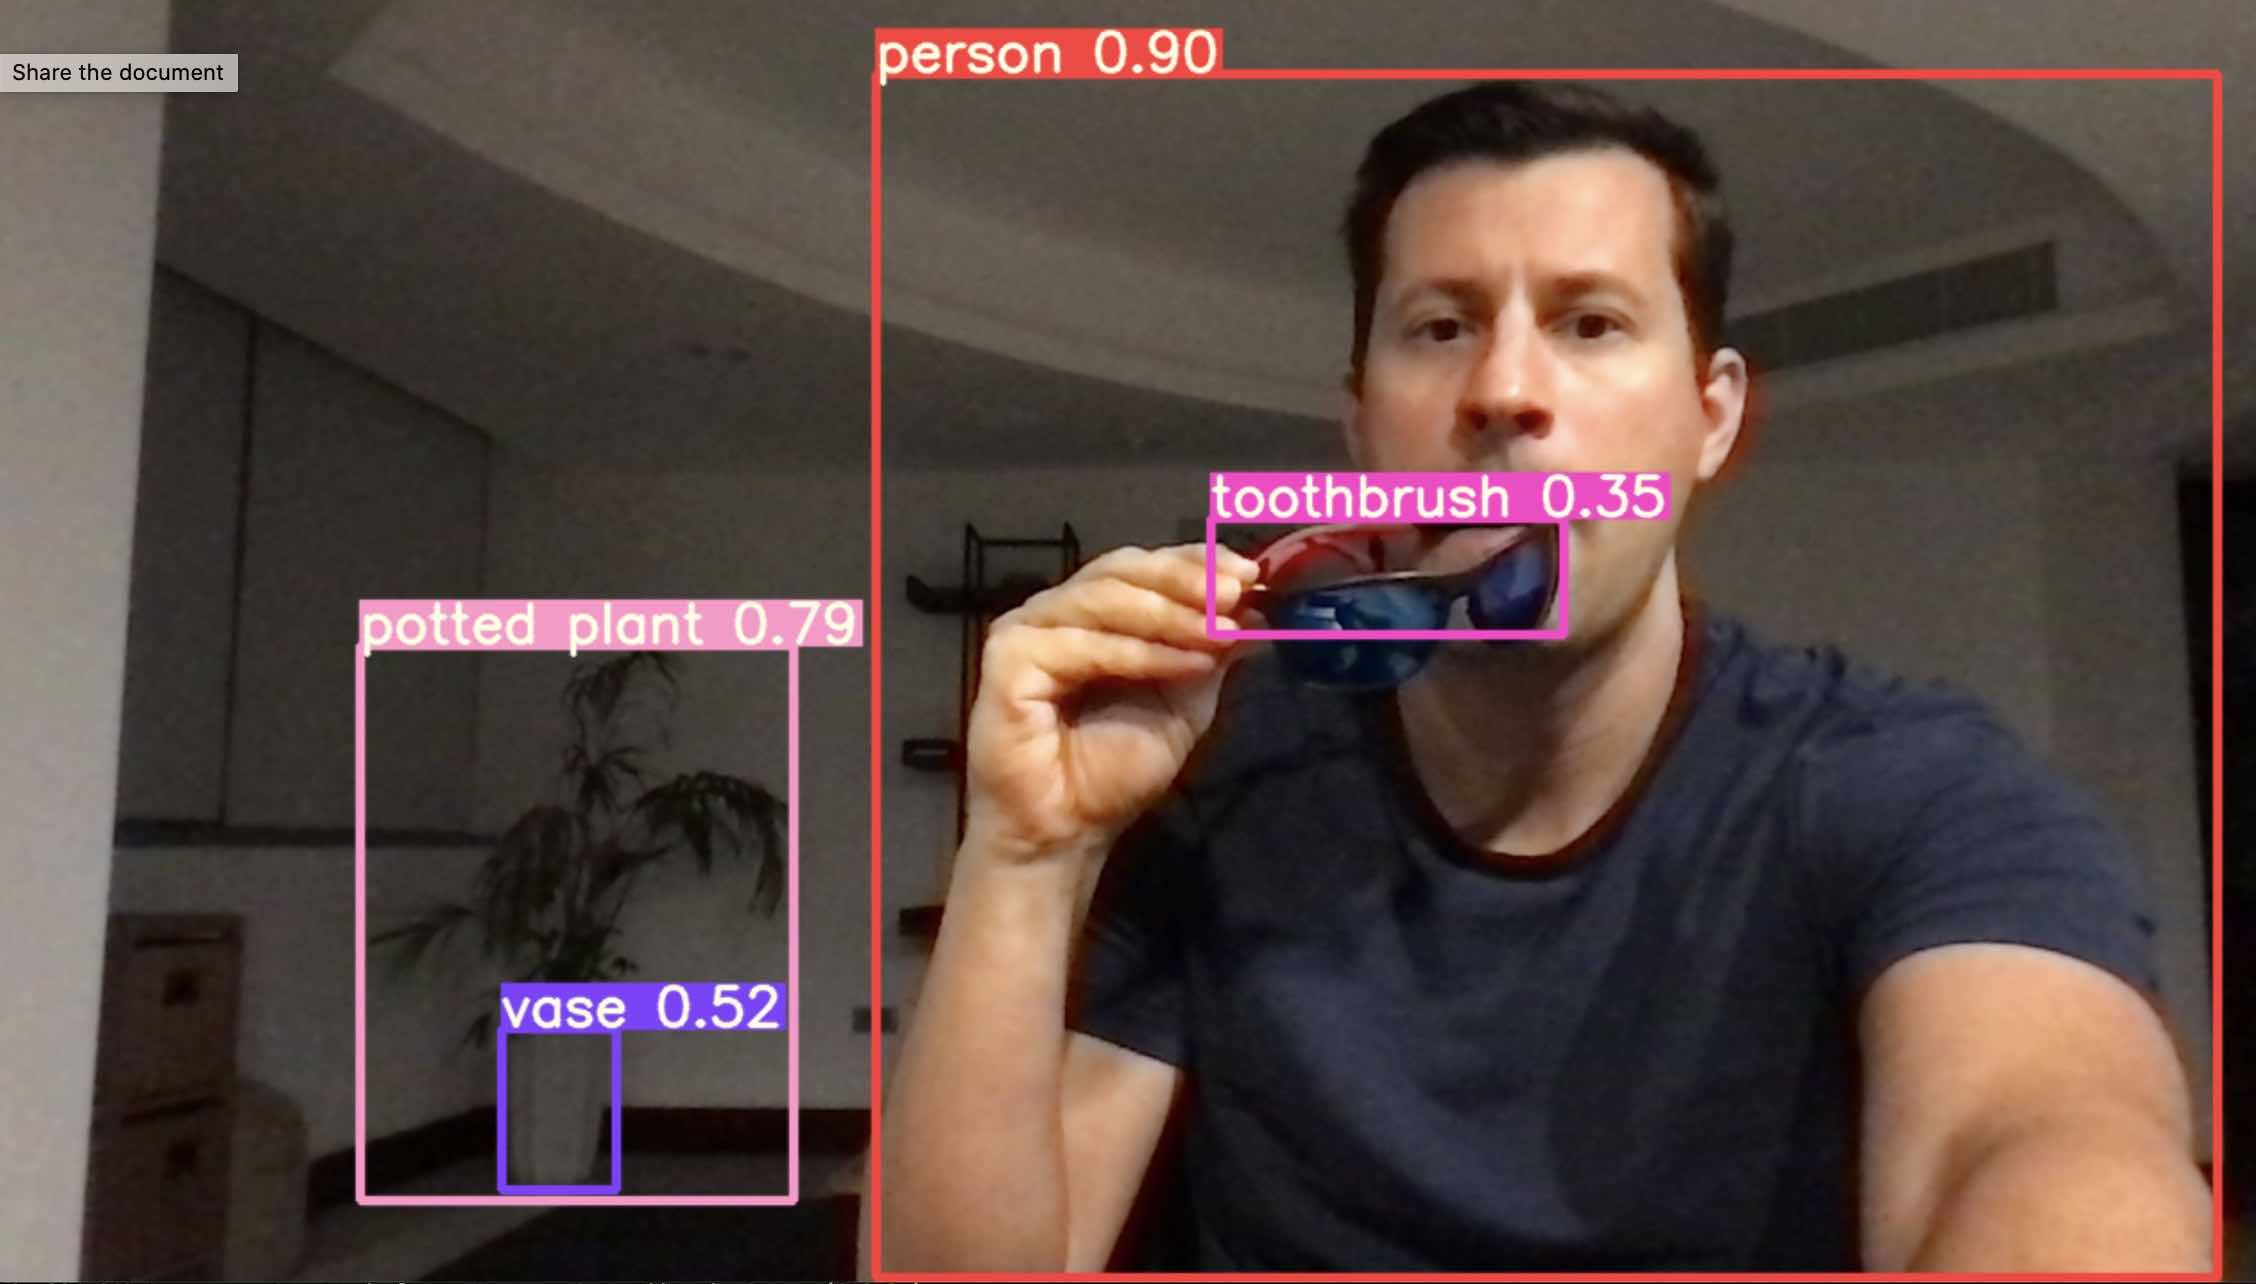 person 0.90
Share the document
toothbrush 0.35
potted plant 0.79
vase 0.52